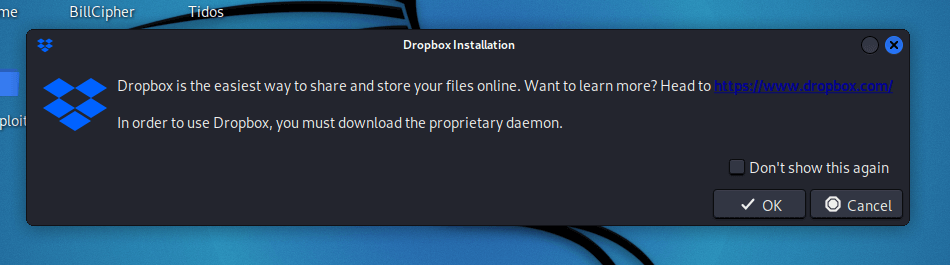 me BillCipher Tidos
Dropbox Installation
Dropbox is the easiest way to share and store your files online. Want to learn more? Head to https://www.dropbox.com/
ploit
In order to use Dropbox, you must download the proprietary daemon.
Don't show this again
OK Cancel